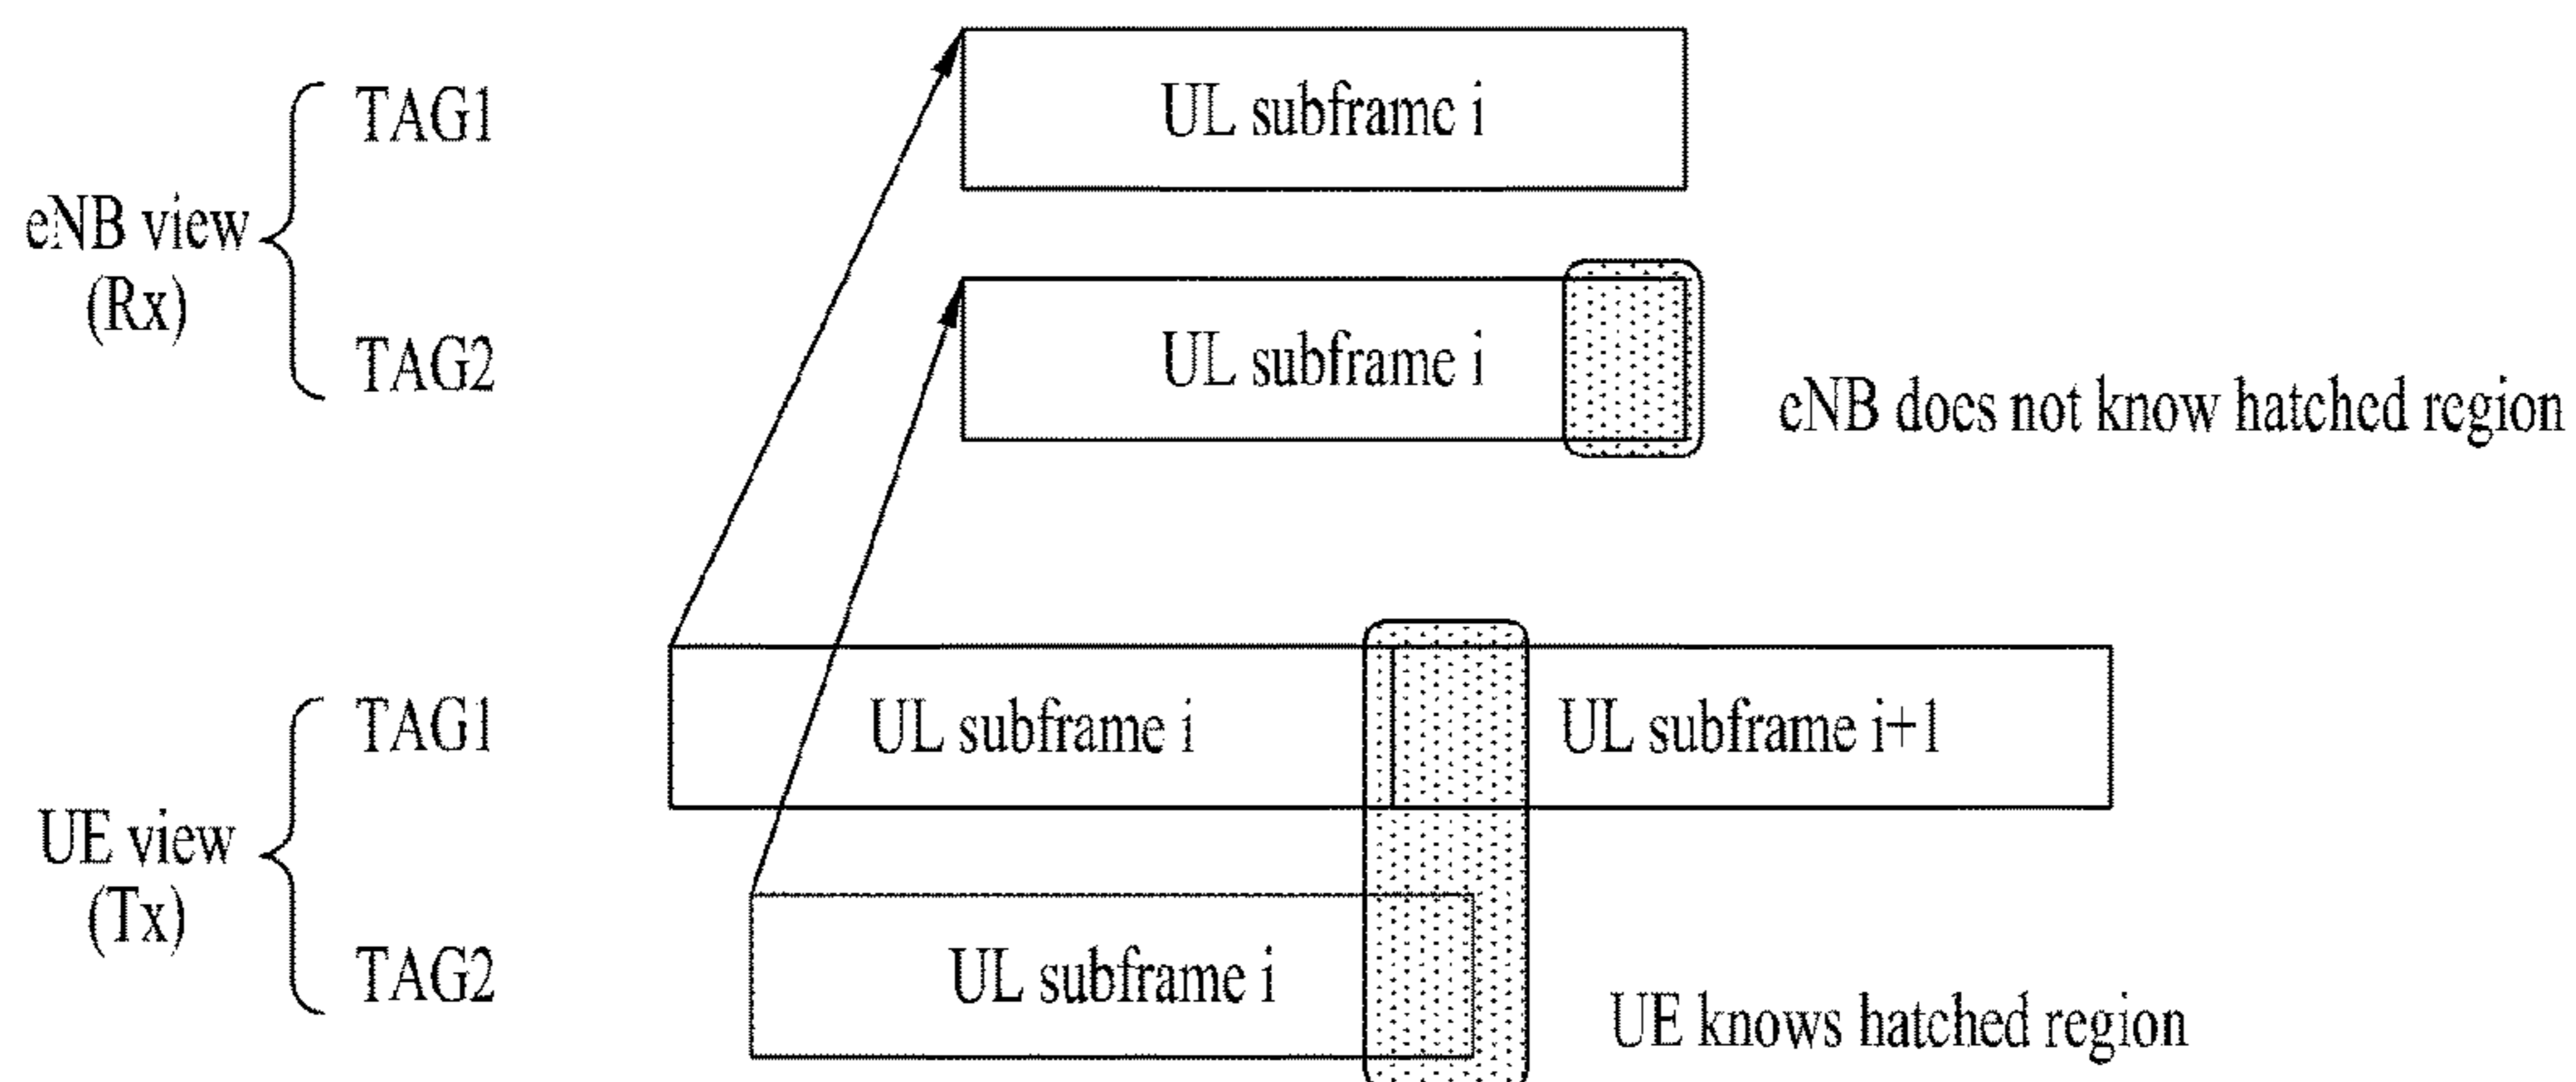 TAG1
UL subframe i
eNB view
(Rx)
TAG2
UL subframe i
eNB does not know hatched region
TAG1
UL subframe i
UL subframe i+1
UE view
(Tx)
TAG2
UL subframe i
UE knows hatched region